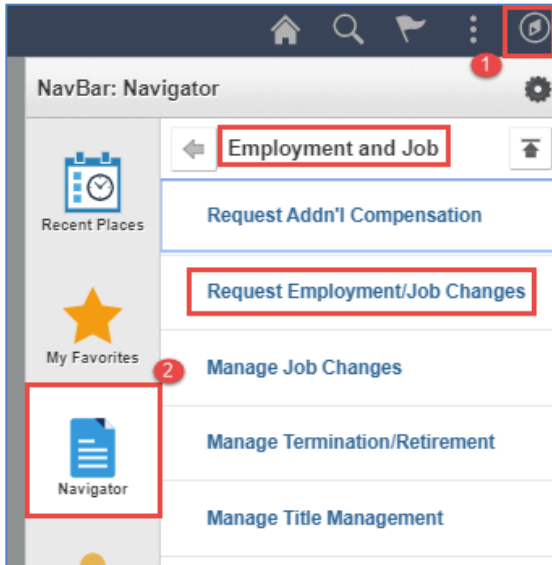 1
NavBar: Navigator
Employment and Job
Recent Places
Request Addn'l Compensation
Request Employment/Job Changes
My Favorites
2
Manage Job Changes
Navigator
Manage Termination/Retirement
Manage Title Management